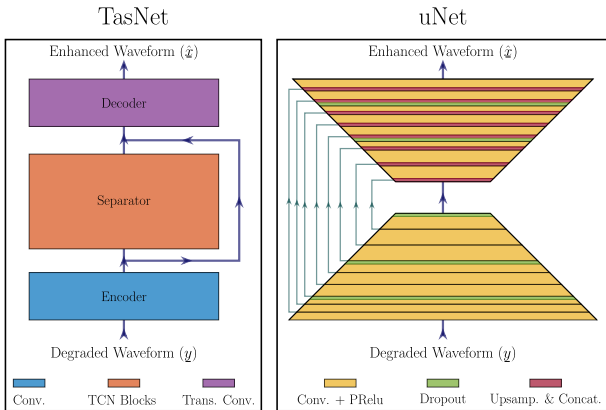 TasNet
Enhanced Waveform (x̂)
Decoder
Separator
Encoder
Degraded Waveform (y)
Conv.
TCN Blocks
Trans. Conv.
uNet
Enhanced Waveform (x̂)
Degraded Waveform (y)
Conv. + PRelu
Dropout
Upsamp. & Concat.